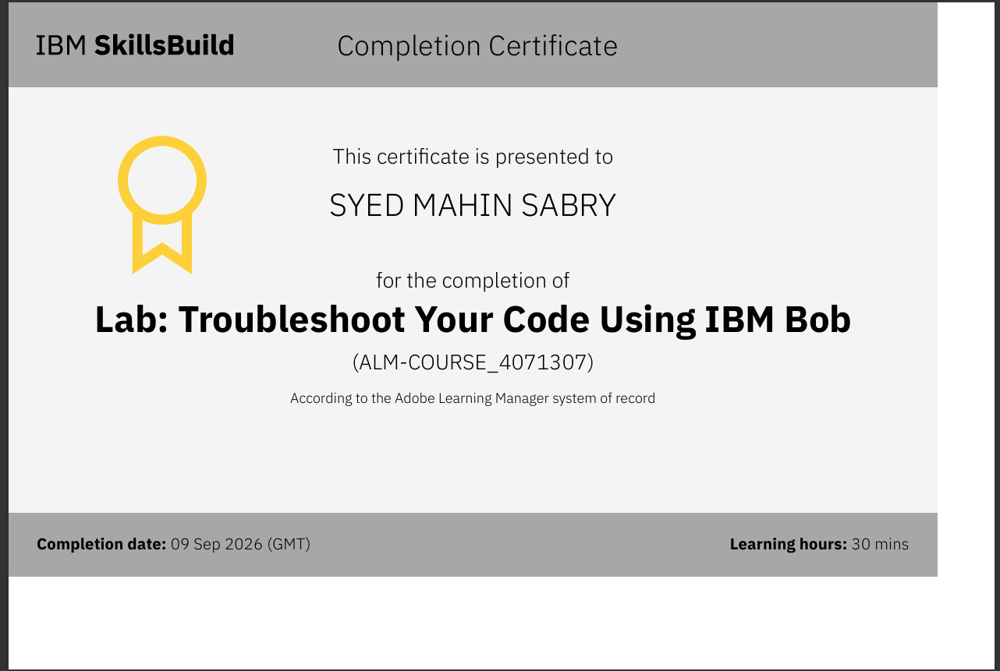 IBM SkillsBuild
Completion Certificate
This certificate is presented to
SYED MAHIN SABRY
for the completion of
Lab: Troubleshoot Your Code Using IBM Bob
(ALM-COURSE_4071307)
According to the Adobe Learning Manager system of record
Completion date: 09 Sep 2026 (GMT)
Learning hours: 30 mins